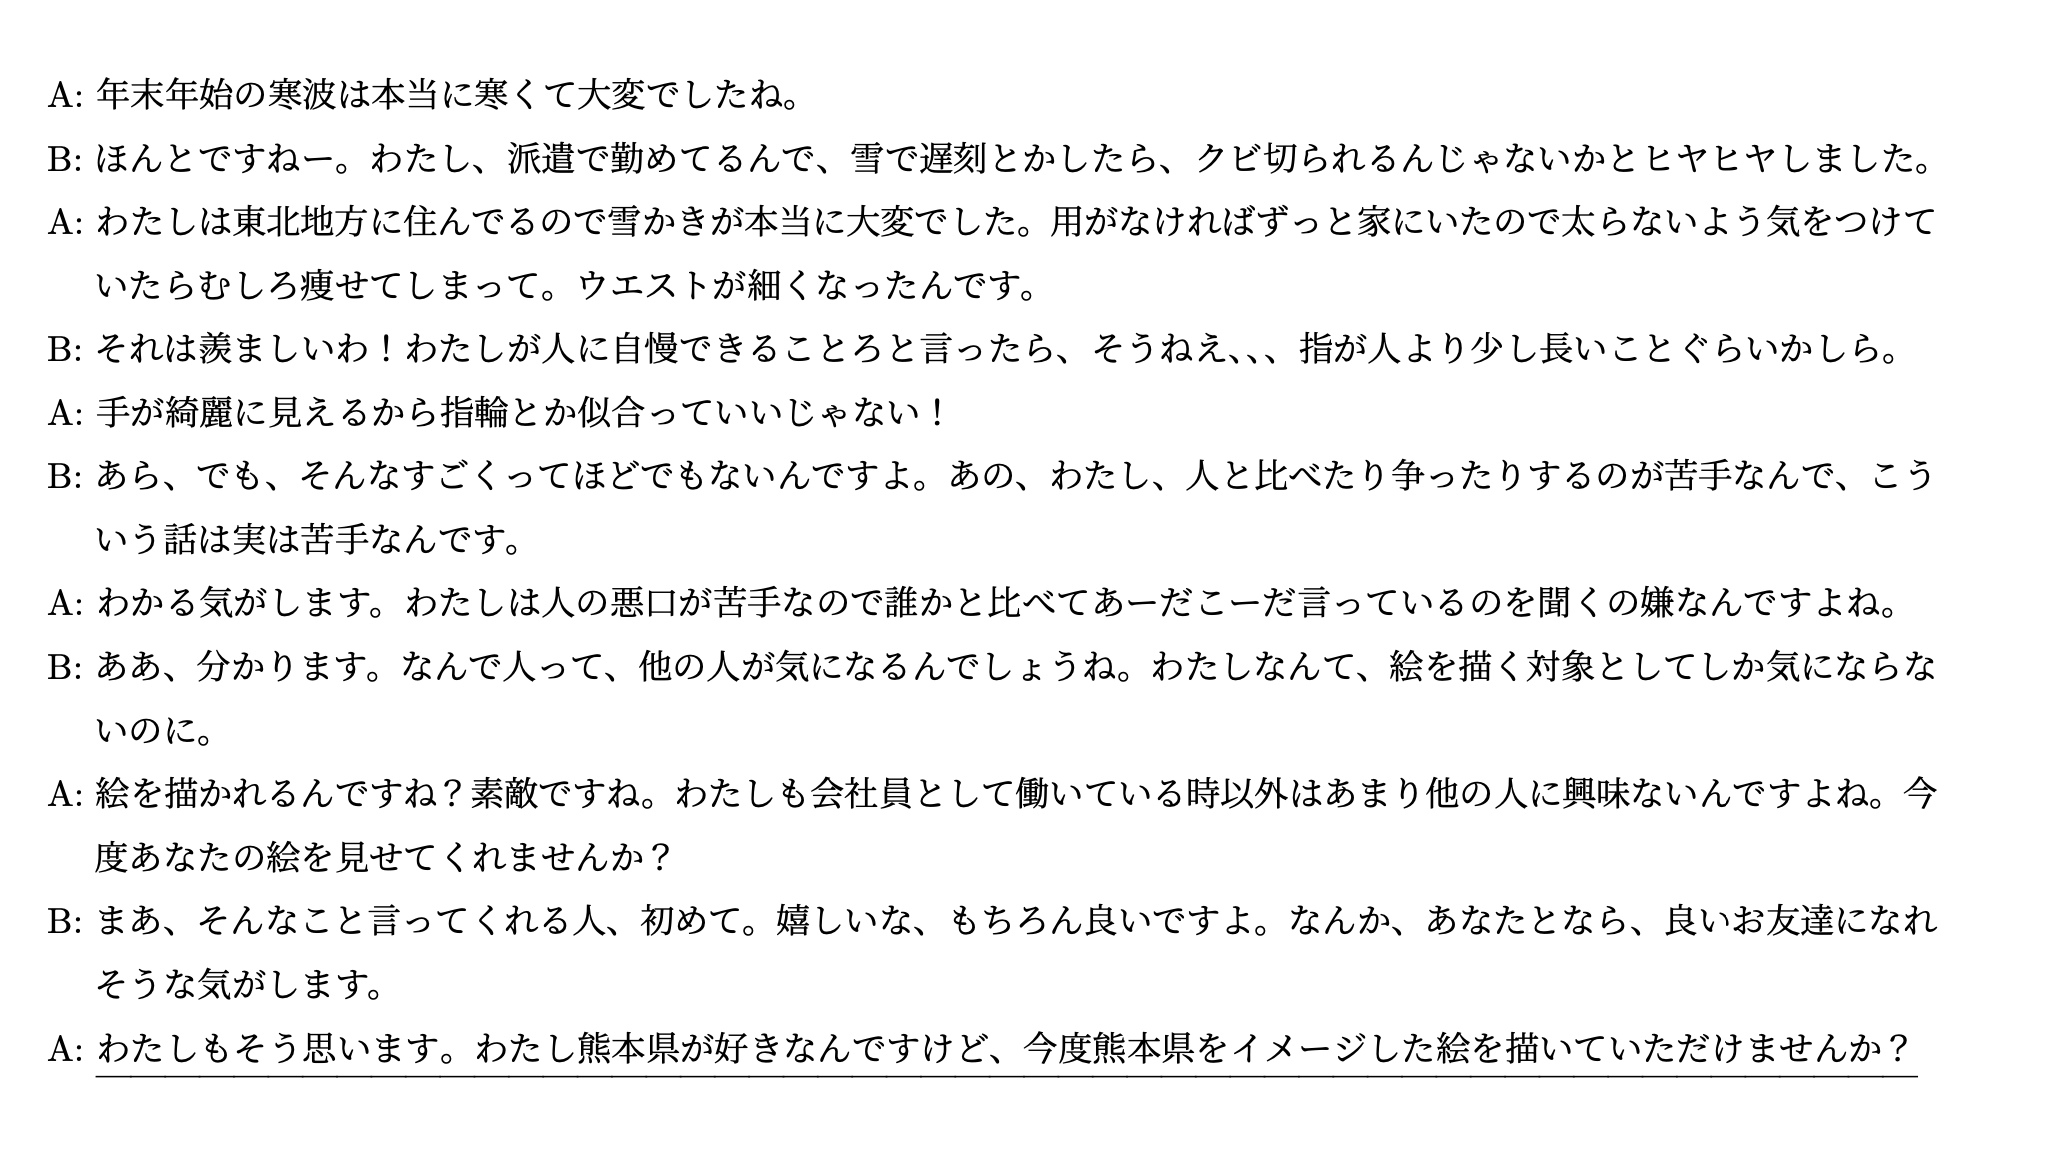 A: 年末年始の寒波は本当に寒くて大変でしたね。
B: ほんとですねー。わたし、派遣で勤めてるんで、雪で遅刻とかしたら、クビ切られるんじゃないかとヒヤヒヤしました。
A: わたしは東北地方に住んでるので雪かきが本当に大変でした。用がなければずっと家にいたので太らないよう気をつけて
いたらむしろ痩せてしまって。ウエストが細くなったんです。
B: それは羨ましいわ！わたしが人に自慢できることろと言ったら、そうねえ、、、指が人より少し長いことぐらいかしら。
A: 手が綺麗に見えるから指輪とか似合っていいじゃない！
B: あら、でも、そんなすごくってほどでもないんですよ。あの、わたし、人と比べたり争ったりするのが苦手なんで、こう
いう話は実は苦手なんです。
A: わかる気がします。わたしは人の悪口が苦手なので誰かと比べてあーだこーだ言っているのを聞くの嫌なんですよね。
B: ああ、分かります。なんで人って、他の人が気になるんでしょうね。わたしなんて、絵を描く対象としてしか気にならな
いのに。
A: 絵を描かれるんですね？素敵ですね。わたしも会社員として働いている時以外はあまり他の人に興味ないんですよね。今
度あなたの絵を見せてくれませんか？
B: まあ、そんなこと言ってくれる人、初めて。嬉しいな、もちろん良いですよ。なんか、あなたとなら、良いお友達になれ
そうな気がします。
A: わたしもそう思います。わたし熊本県が好きなんですけど、今度熊本県をイメージした絵を描いていただけませんか？